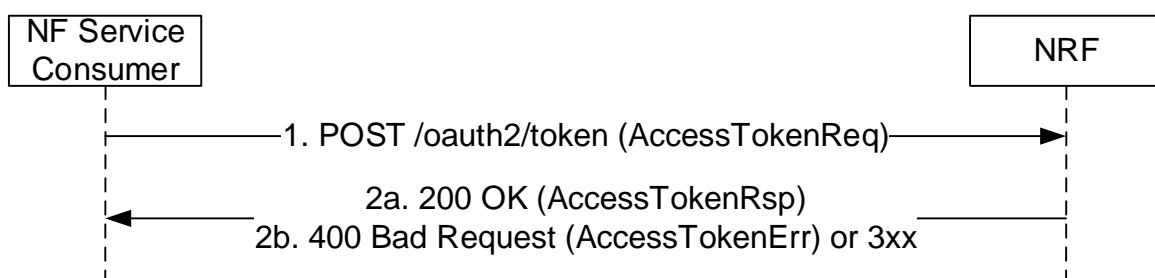 NF Service
Consumer
NRF
1. POST /oauth2/token (AccessTokenReq)
2a. 200 OK (AccessTokenRsp)
2b. 400 Bad Request (AccessTokenErr) or 3xx